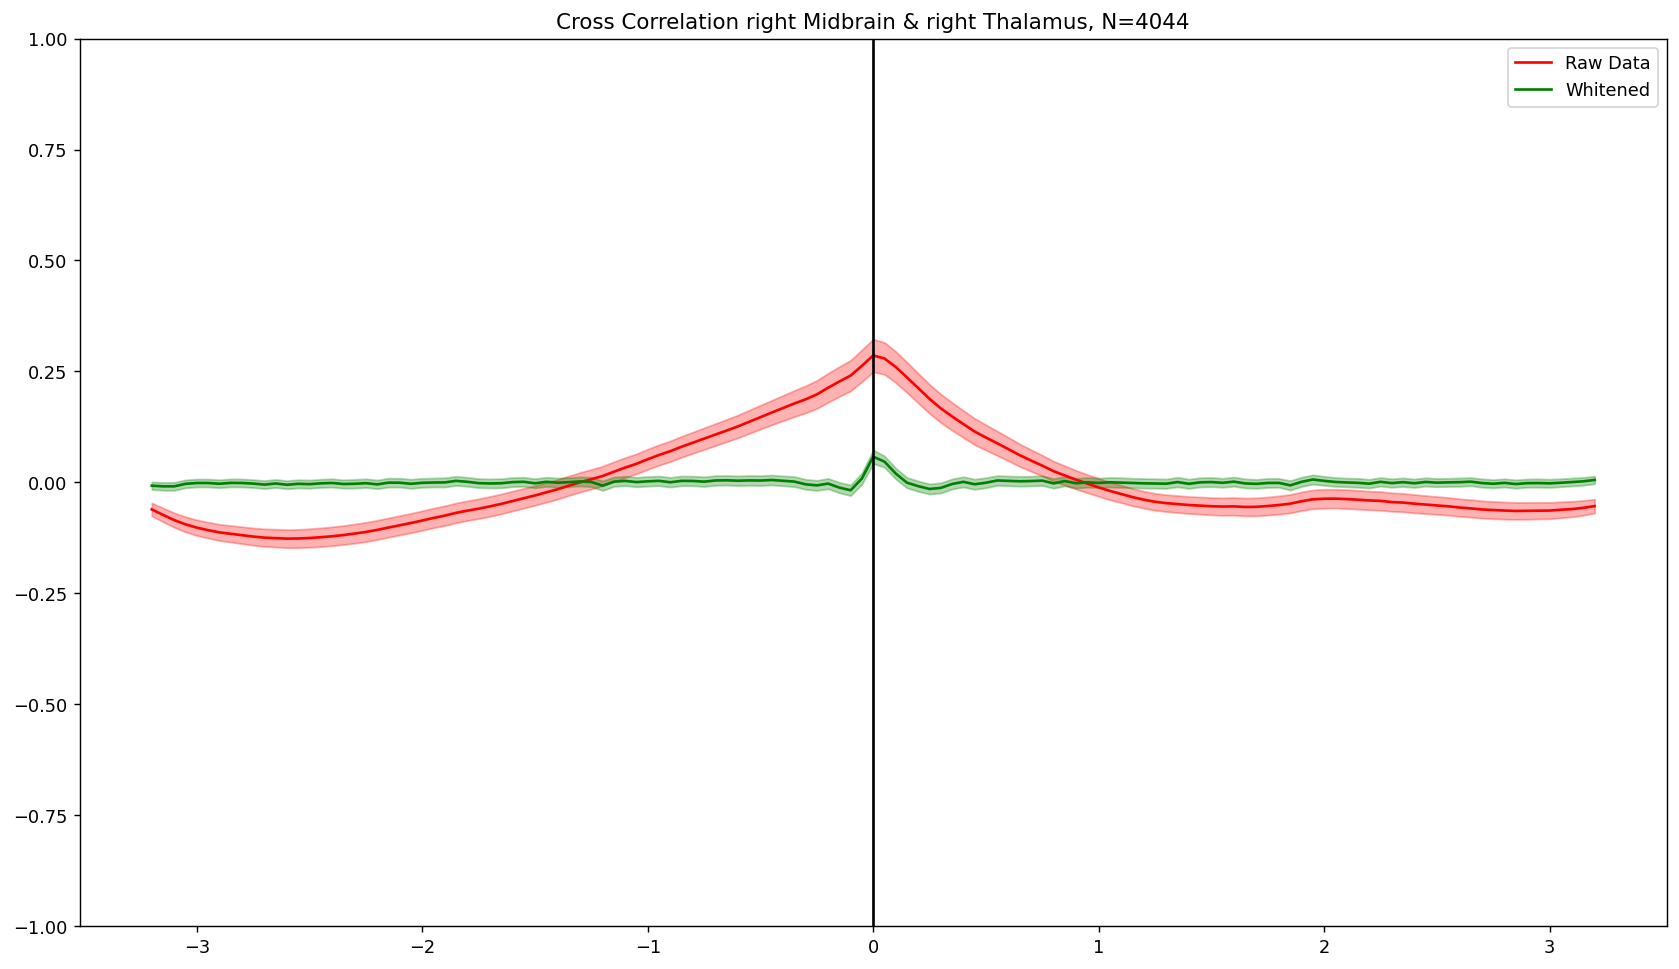 Cross Correlation right Midbrain & right Thalamus, N=4044
Raw Data
Whitened
1.00
0.75
0.50
0.25
0.00
−0.25
−0.50
−0.75
−1.00
−3 −2 −1 0 1 2 3